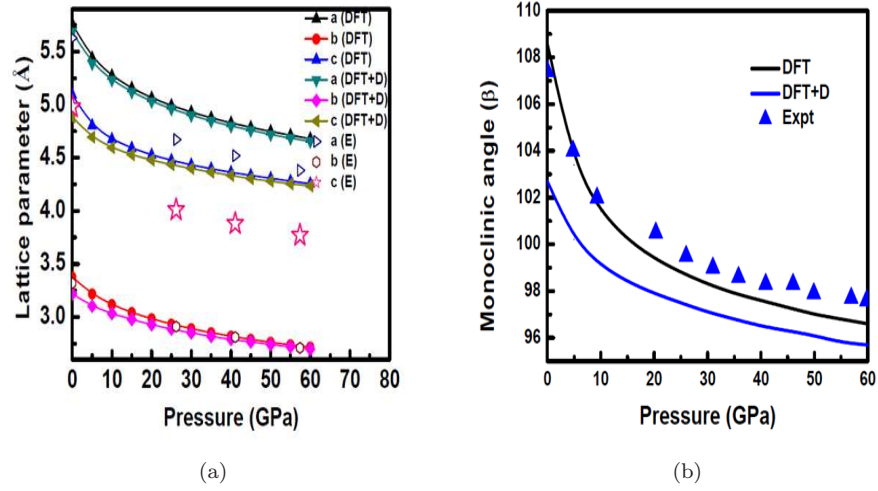 a (DFT)
b (DFT)
c (DFT)
a (DFT+D)
b (DFT+D)
c (DFT+D)
a (E)
b (E)
c (E)
Lattice parameter (Å)
5.5
5.0
4.5
4.0
3.5
3.0
0 10 20 30 40 50 60 70 80
Pressure (GPa)
(a)
DFT
DFT+D
Expt
Monoclinic angle (β)
108
106
104
102
100
98
96
0 10 20 30 40 50 60
Pressure (GPa)
(b)